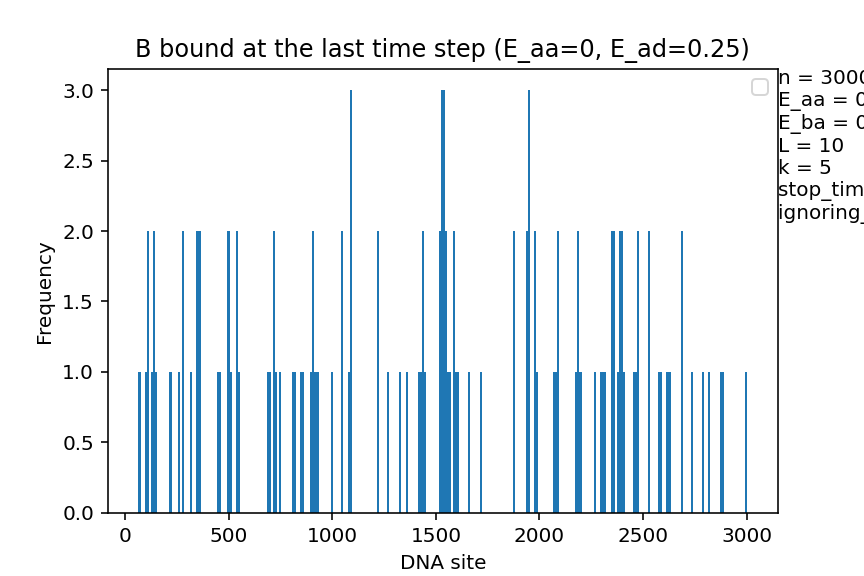 B bound at the last time step (E_aa=0, E_ad=0.25)
n = 3000
E_aa = 0
E_ba = 0
L = 10
k = 5
stop_tim
ignoring_
3.0
2.5
2.0
1.5
1.0
0.5
0.0
Frequency
0 500 1000 1500 2000 2500 3000
DNA site